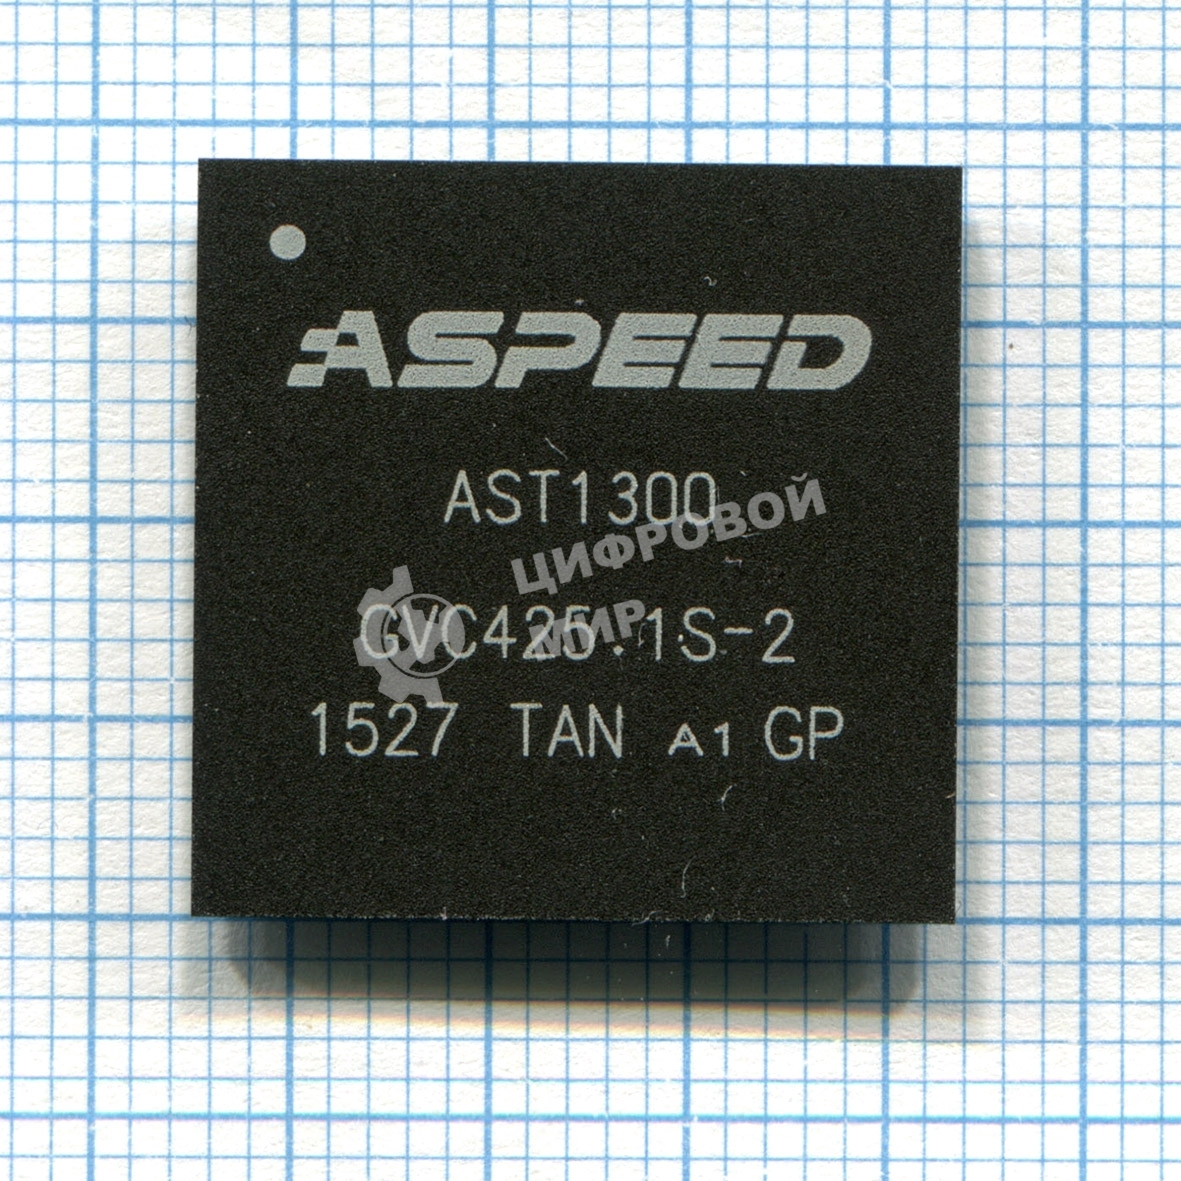 ASPEED
AST1300
ЦИФРОВОЙ
МИР
GVC425.1S-2
1527 TAN A1 GP